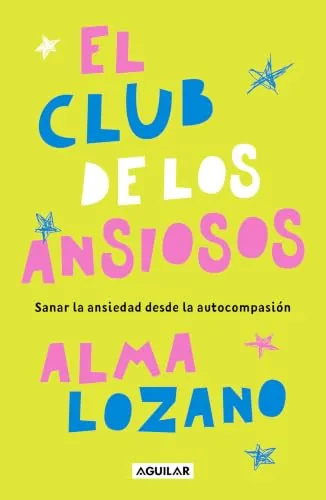 EL
CLUB
DE LOS
ANSIOSOS
Sanar la ansiedad desde la autocompasión
ALMA
LOZANO
AGUILAR